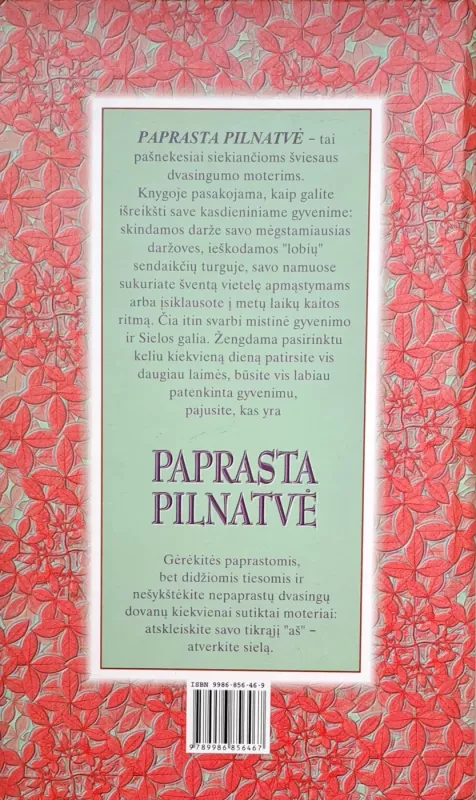 PAPRASTA PILNATVĖ – tai
pašnekesiai siekiančioms šviesaus
dvasingumo moterims.
Knygoje pasakojama, kaip galite
išreikšti save kasdieniniame gyvenime:
skindamos darže savo mėgstamiausias
daržoves, ieškodamos "lobių"
sendaikčių turguje, savo namuose
sukuriate šventą vietelę apmąstymams
arba įsiklausote į metų laikų kaitos
ritmą. Čia itin svarbi mistinė gyvenimo
ir Sielos galia. Žengdama pasirinktu
keliu kiekvieną dieną patirsite vis
daugiau laimės, būsite vis labiau
patenkinta gyvenimu,
pajusite, kas yra
PAPRASTA
PILNATVĖ
Gėrėkitės paprastomis,
bet didžiomis tiesomis ir
nešykštėkite nepaprastų dvasingų
dovanų kiekvienai sutiktai moteriai:
atskleiskite savo tikrąjį "aš" –
atverkite sielą.
ISBN 9986-856-46-9
9789986856467